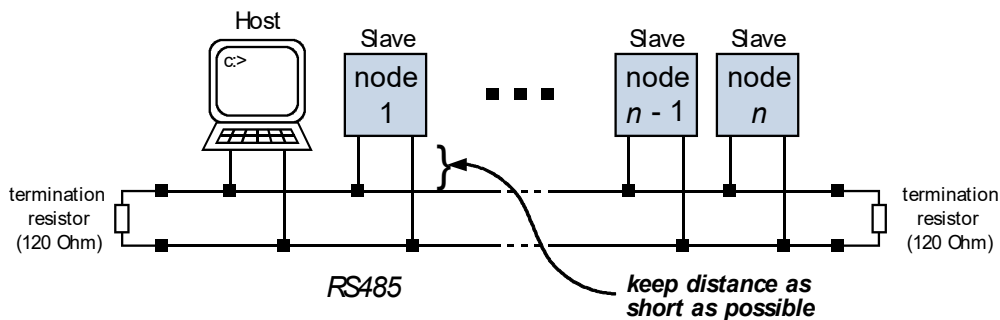 Host
c:>
Slave
node
1
Slave
node
n - 1
Slave
node
n
termination
resistor
(120 Ohm)
termination
resistor
(120 Ohm)
RS485
keep distance as
short as possible